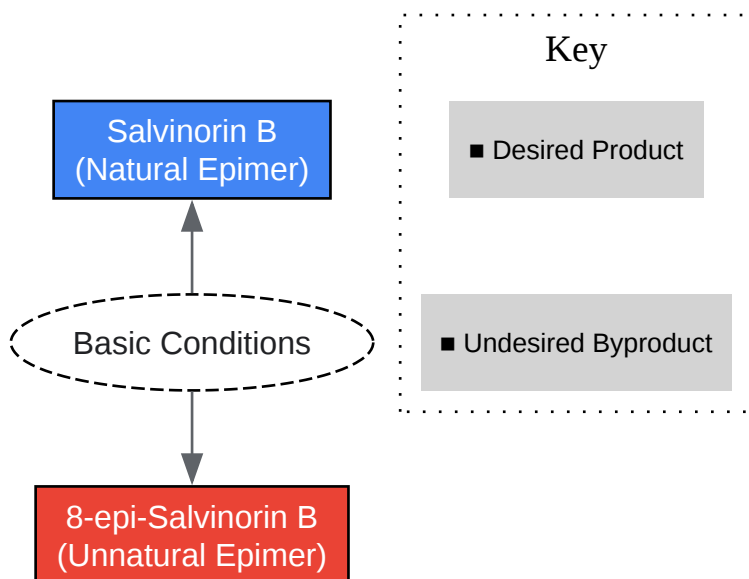 Key
Salvinorin B
(Natural Epimer)
■ Desired Product
Basic Conditions
■ Undesired Byproduct
8-epi-Salvinorin B
(Unnatural Epimer)